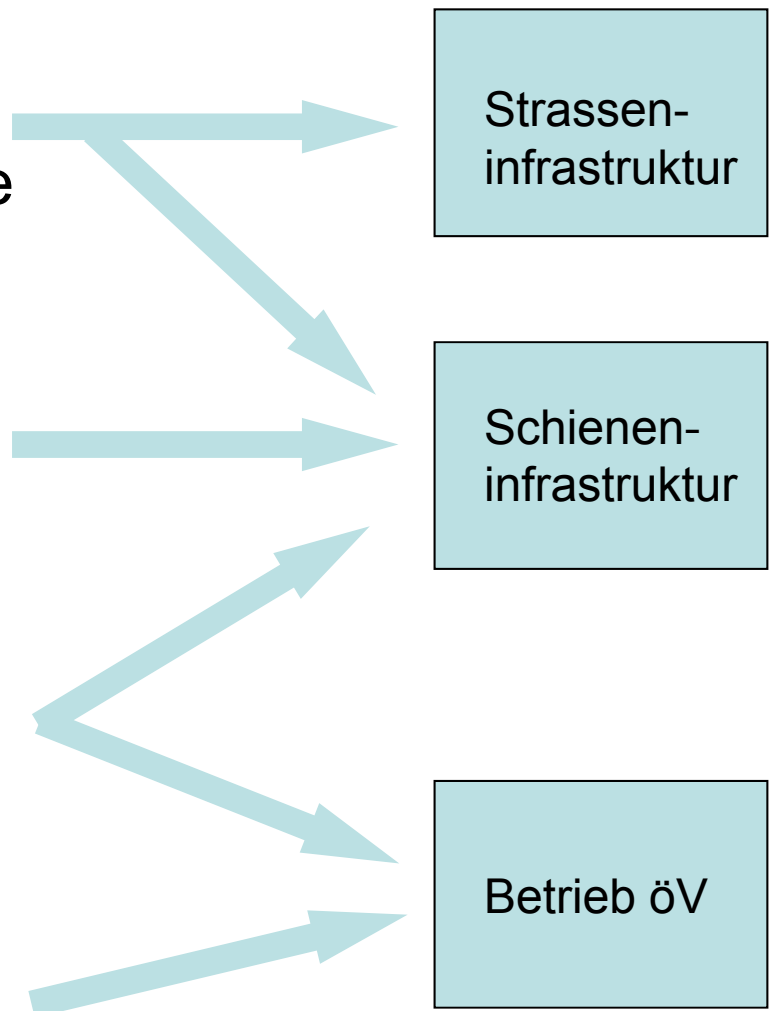 e
Strassen-
infrastruktur
Schienen-
infrastruktur
Betrieb öV